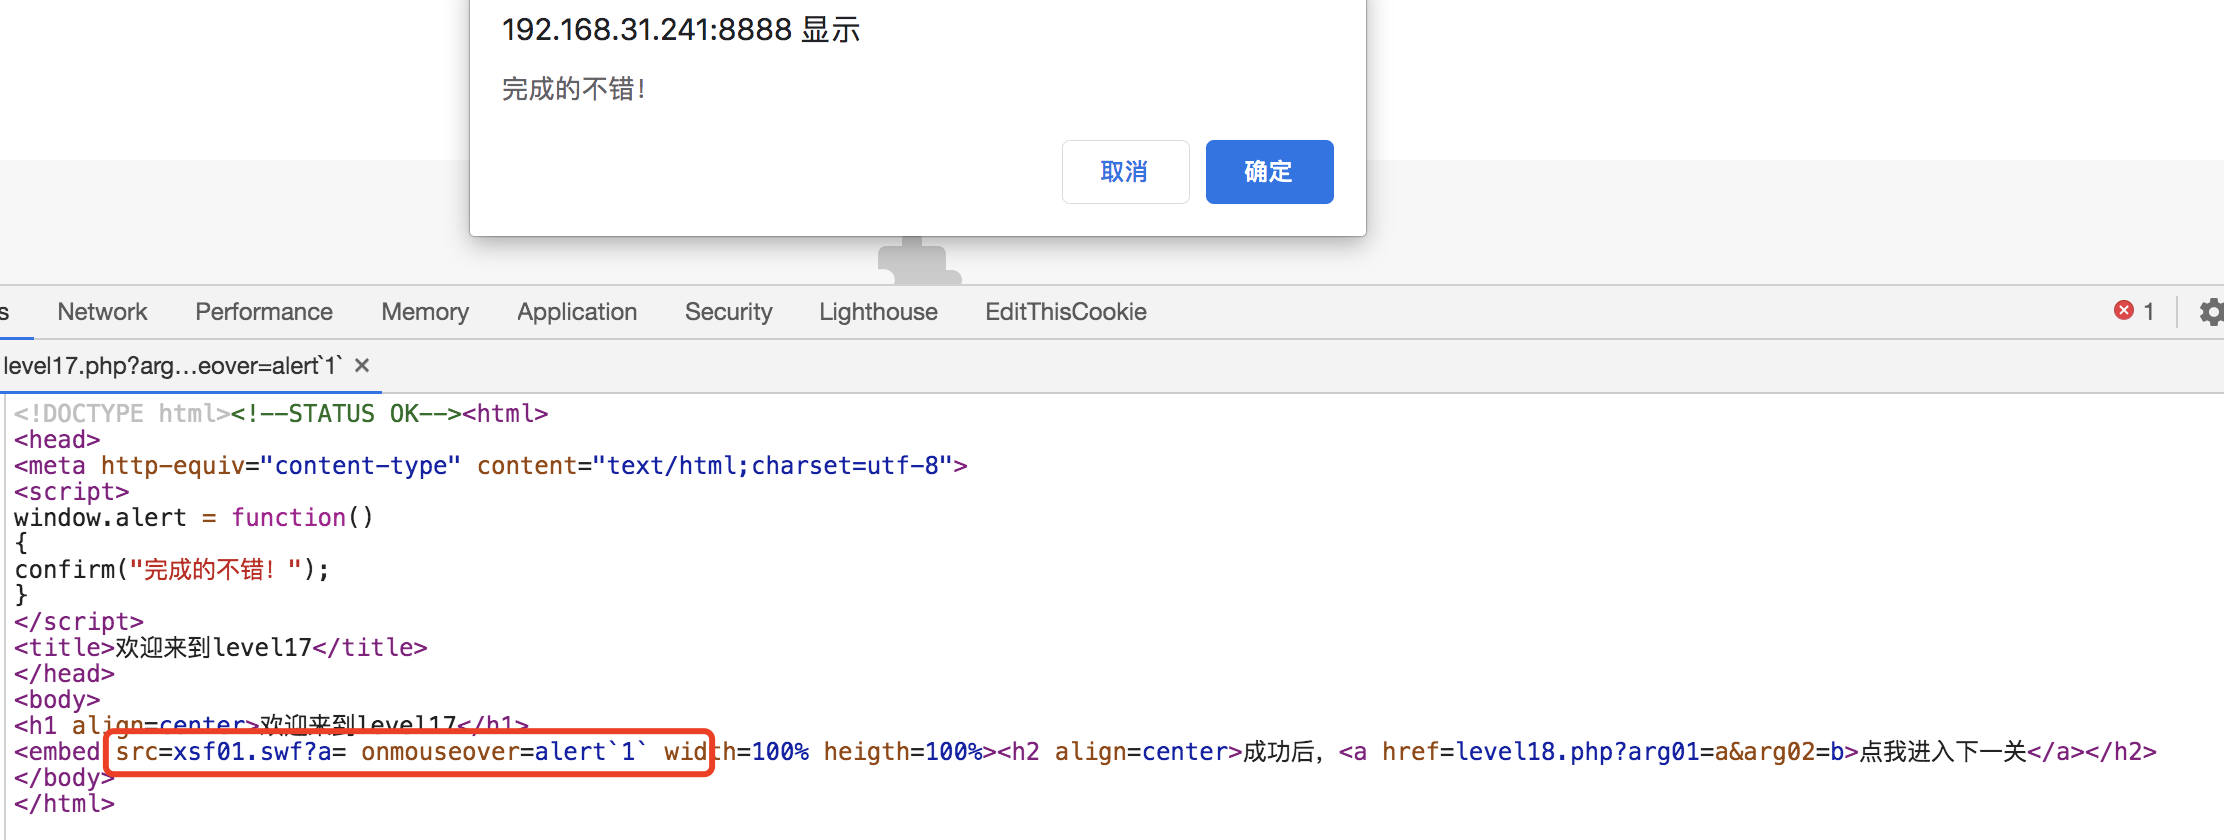 192.168.31.241:8888 显示
完成的不错!
取消 确定
s Network Performance Memory Application Security Lighthouse EditThisCookie 1
level17.php?arg...eover=alert`1` ×
<!DOCTYPE html><!--STATUS OK--><html>
<head>
<meta http-equiv="content-type" content="text/html;charset=utf-8">
<script>
window.alert = function()
{
confirm("完成的不错！");
}
</script>
<title>欢迎来到level17</title>
</head>
<body>
<h1 align=center>欢迎来到level17</h1>
<embed src=xsf01.swf?a= onmouseover=alert`1` width=100% heigth=100%><h2 align=center>成功后，<a href=level18.php?arg01=a&arg02=b>点我进入下一关</a></h2>
</body>
</html>